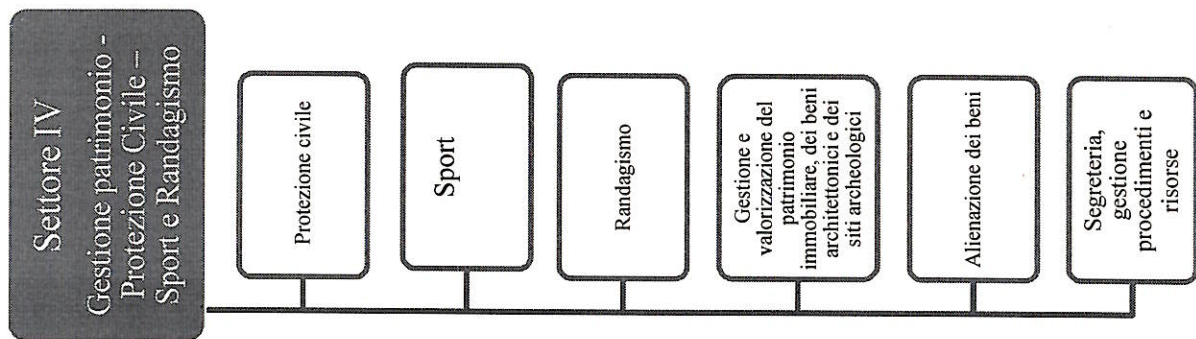 Settore IV
Gestione patrimonio -
Protezione Civile –
Sport e Randagismo
Protezione civile
Sport
Randagismo
Gestione e
valorizzazione del
patrimonio
immobiliare, dei beni
architettonici e dei
siti archeologici
Alienazione dei beni
Segreteria,
gestione
procedimenti e
risorse